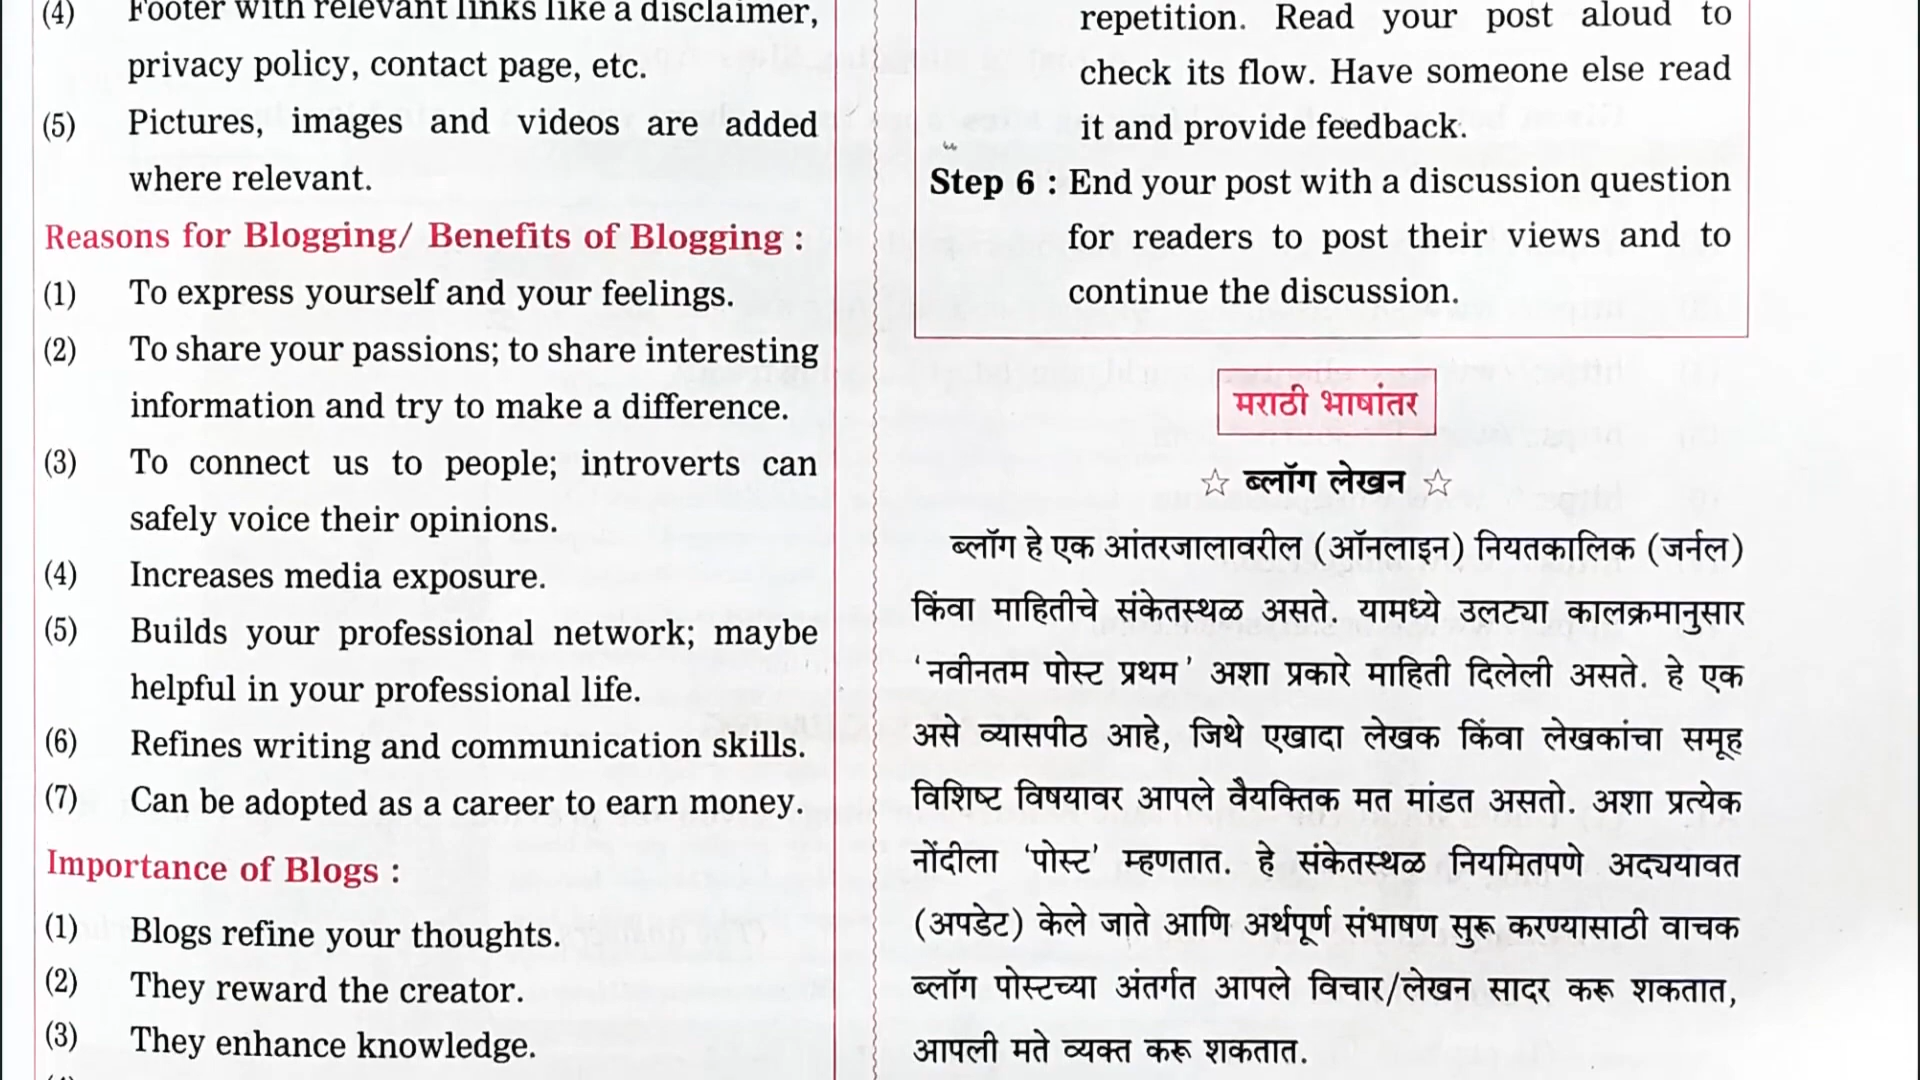 (4) Footer with relevant links like a disclaimer,
privacy policy, contact page, etc.
(5) Pictures, images and videos are added
where relevant.
Reasons for Blogging/ Benefits of Blogging :
(1) To express yourself and your feelings.
(2) To share your passions; to share interesting
information and try to make a difference.
(3) To connect us to people; introverts can
safely voice their opinions.
(4) Increases media exposure.
(5) Builds your professional network; maybe
helpful in your professional life.
(6) Refines writing and communication skills.
(7) Can be adopted as a career to earn money.
Importance of Blogs :
(1) Blogs refine your thoughts.
(2) They reward the creator.
(3) They enhance knowledge.
repetition. Read your post aloud to
check its flow. Have someone else read
it and provide feedback.
Step 6 : End your post with a discussion question
for readers to post their views and to
continue the discussion.
मराठी भाषांतर
☆ ब्लॉग लेखन ☆
ब्लॉग हे एक आंतरजालावरील (ऑनलाइन) नियतकालिक (जर्नल)
किंवा माहितीचे संकेतस्थळ असते. यामध्ये उलट्या कालक्रमानुसार
‘नवीनतम पोस्ट प्रथम’ अशा प्रकारे माहिती दिलेली असते. हे एक
असे व्यासपीठ आहे, जिथे एखादा लेखक किंवा लेखकांचा समूह
विशिष्ट विषयावर आपले वैयक्तिक मत मांडत असतो. अशा प्रत्येक
नोंदीला ‘पोस्ट’ म्हणतात. हे संकेतस्थळ नियमितपणे अद्ययावत
(अपडेट) केले जाते आणि अर्थपूर्ण संभाषण सुरू करण्यासाठी वाचक
ब्लॉग पोस्टच्या अंतर्गत आपले विचार/लेखन सादर करू शकतात,
आपली मते व्यक्त करू शकतात.